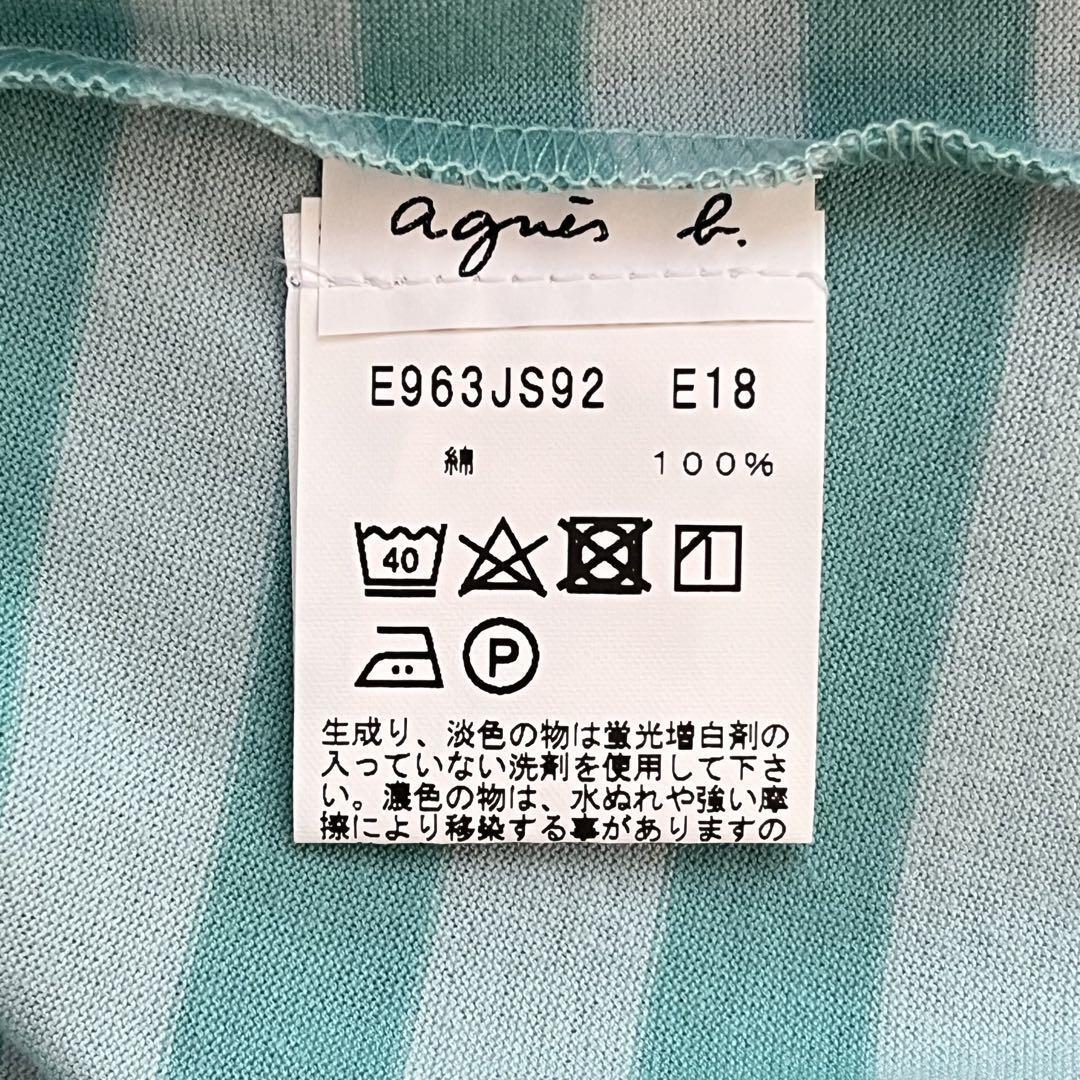 agnès b.
E963JS92 E18
綿 100%
40
P
生成り、淡色の物は蛍光増白剤の
入っていない洗剤を使用して下さ
い。濃色の物は、水ぬれや強い摩
擦により移染する事がありますの